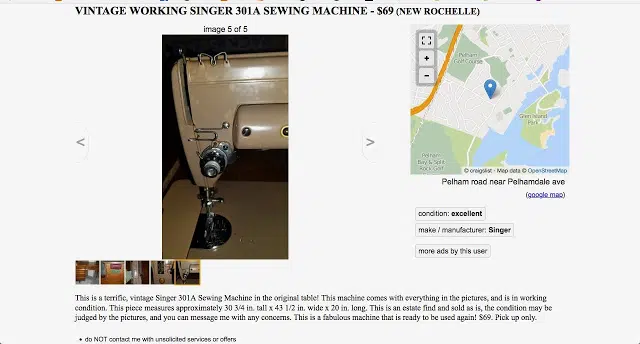 VINTAGE WORKING SINGER 301A SEWING MACHINE - $69 (NEW ROCHELLE)
image 5 of 5
<
>
+
−
Pelham
Golf Course
Glen Island
Park
Pelham
Bay & Split
Rock Golf
© craigslist - Map data © OpenStreetMap
Pelham road near Pelhamdale ave
(google map)
condition: excellent
make / manufacturer: Singer
more ads by this user
This is a terrific, vintage Singer 301A Sewing Machine in the original table! This machine comes with everything in the pictures, and is in working
condition. This piece measures approximately 30 3/4 in. tall x 43 1/2 in. wide x 20 in. long. This is an estate find and sold as is, the condition may be
judged by the pictures, and you can message me with any concerns. This is a fabulous machine that is ready to be used again! $69. Pick up only.
• do NOT contact me with unsolicited services or offers